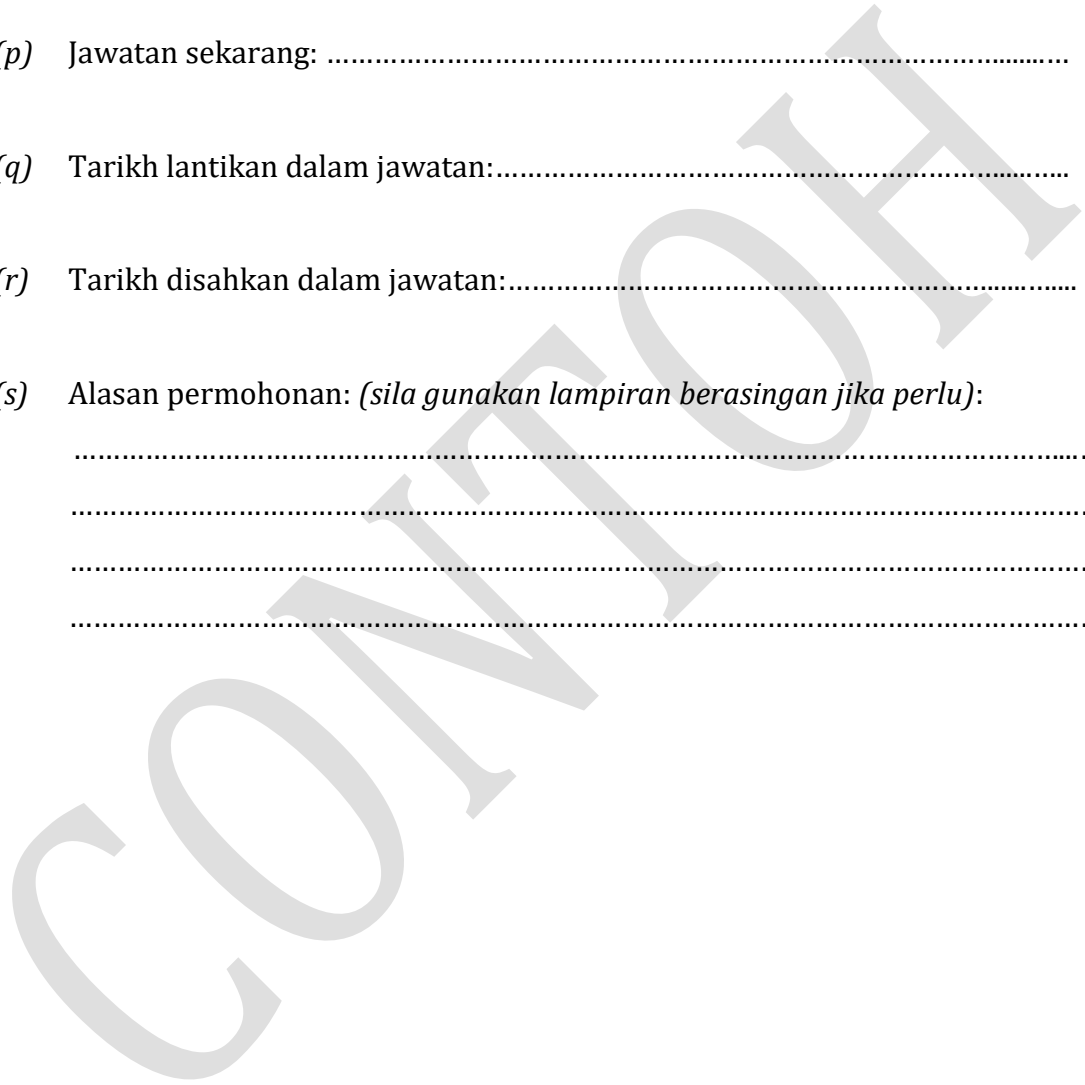 (p) Jawatan sekarang: ……………………………………………………………………………........…
(q) Tarikh lantikan dalam jawatan:………………………………………………………......…..
(r) Tarikh disahkan dalam jawatan:……………………………………………………......…....
(s) Alasan permohonan: (sila gunakan lampiran berasingan jika perlu):
……………………………………………………………………………………………………………...…
……………………………………………………………………………………………………………….
……………………………………………………………………………………………………………….
……………………………………………………………………………………………………………….
CONTOH